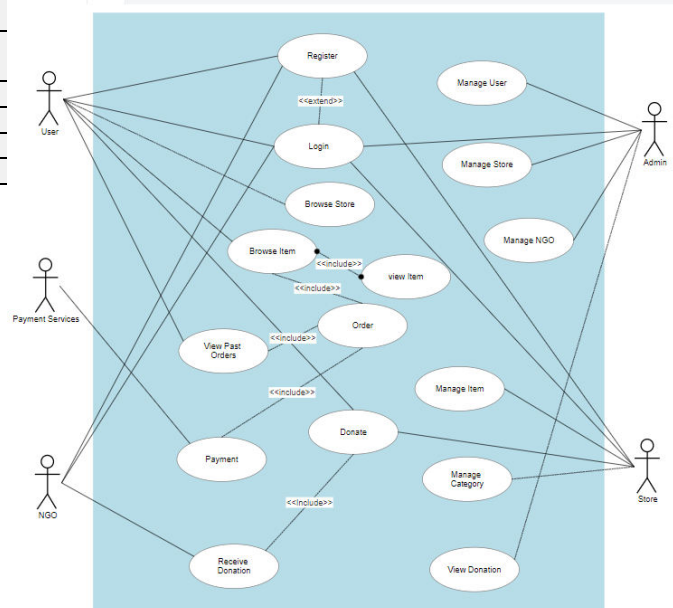 Register
Manage User
<<extend>>
User
Admin
Login
Manage Store
Browse Store
Manage NGO
Browse Item
<<include>>
view Item
<<include>>
Payment Services
Order
<<include>>
View Past
Orders
Manage Item
<<include>>
Donate
Payment
Manage
Category
NGO
Store
<<Include>>
Receive
Donation
View Donation